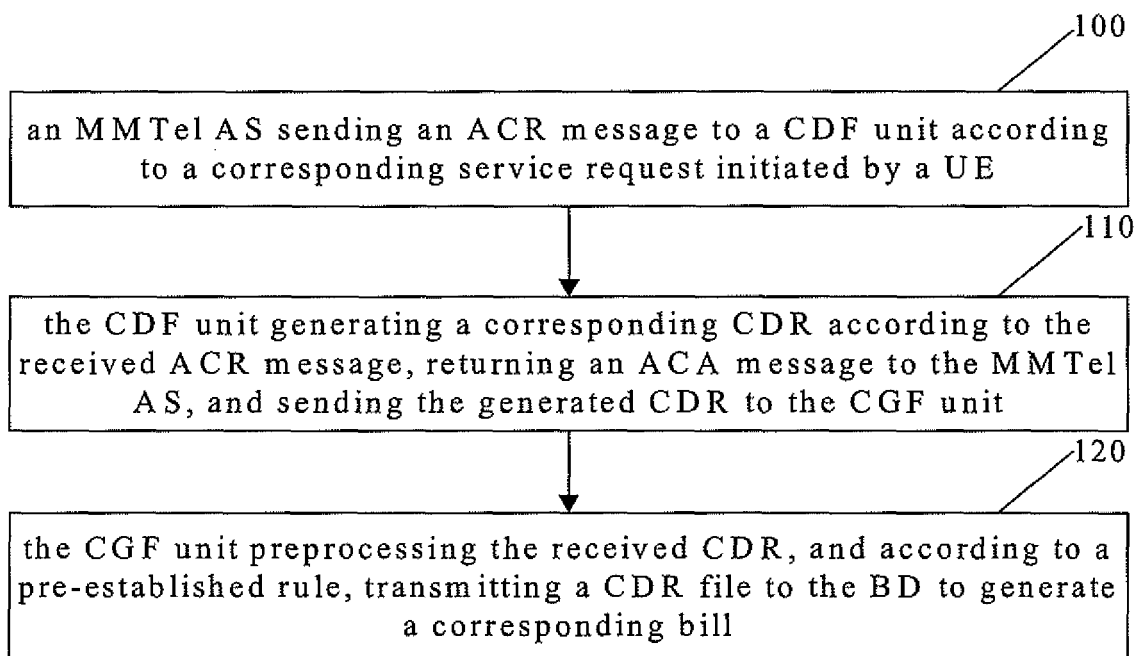 100
an MMTel AS sending an ACR message to a CDF unit according
to a corresponding service request initiated by a UE
110
the CDF unit generating a corresponding CDR according to the
received ACR message, returning an ACA message to the MMTel
AS, and sending the generated CDR to the CGF unit
120
the CGF unit preprocessing the received CDR, and according to a
pre-established rule, transmitting a CDR file to the BD to generate
a corresponding bill